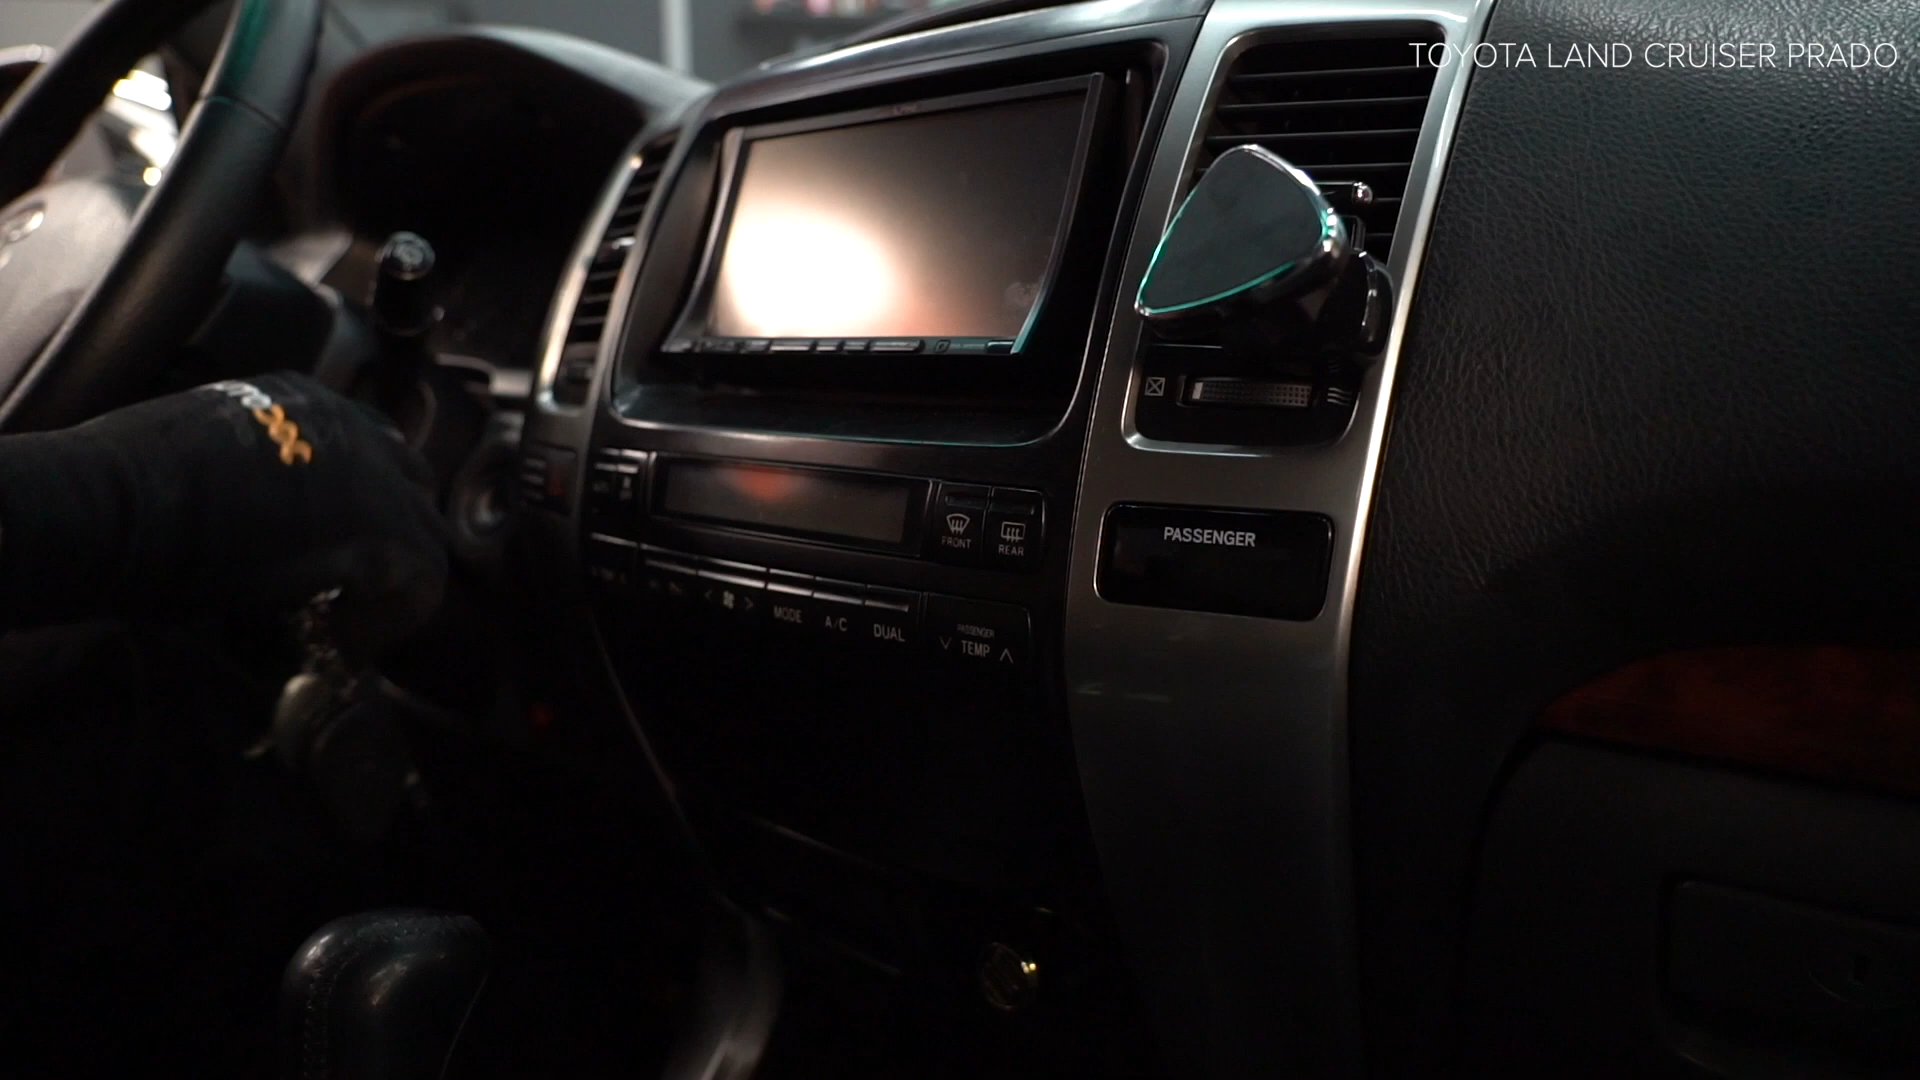 TOYOTA LAND CRUISER PRADO
FRONT
REAR
PASSENGER
MODE
A/C
DUAL
PASSENGER
TEMP